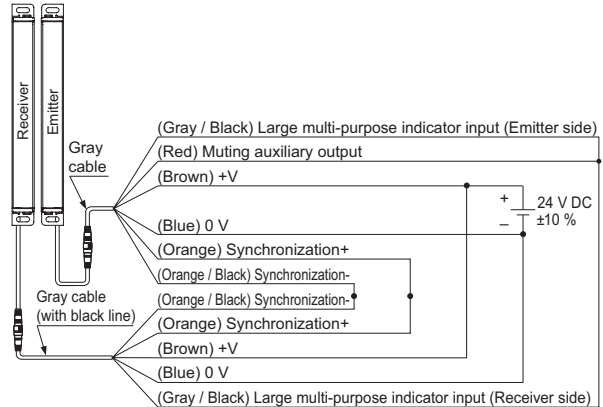 Receiver
Emitter
Gray
cable
(Gray / Black) Large multi-purpose indicator input (Emitter side)
(Red) Muting auxiliary output
(Brown) +V
+
24 V DC
±10 %
–
(Blue) 0 V
(Orange) Synchronization+
(Orange / Black) Synchronization-
Gray cable
(with black line)
(Orange / Black) Synchronization-
(Orange) Synchronization+
(Brown) +V
(Blue) 0 V
(Gray / Black) Large multi-purpose indicator input (Receiver side)